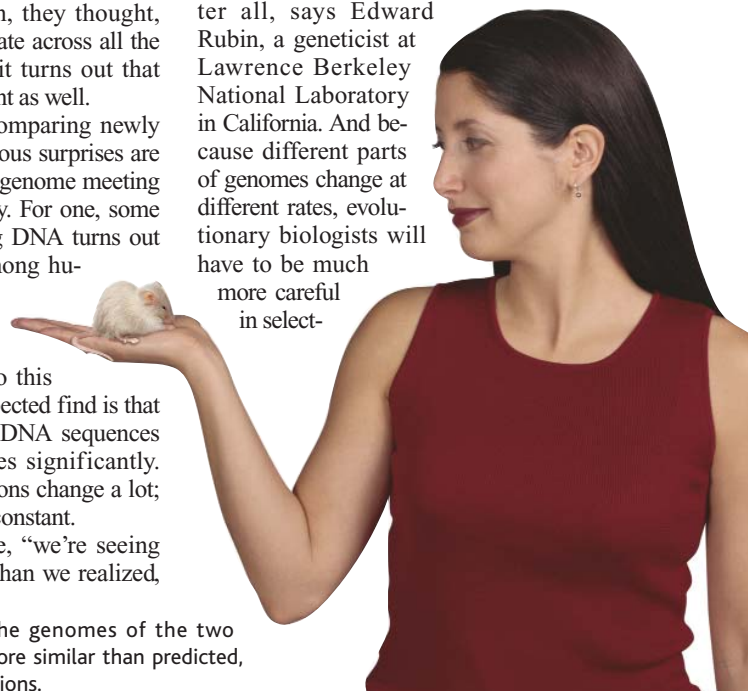 , they thought,
ate across all the
it turns out that
nt as well.
omparing newly
ous surprises are
genome meeting
y. For one, some
g DNA turns out
mong hu-
o this
ected find is that
DNA sequences
es significantly.
ons change a lot;
constant.
e, “we’re seeing
than we realized,
he genomes of the two
ore similar than predicted,
ions.
ter all, says Edward
Rubin, a geneticist at
Lawrence Berkeley
National Laboratory
in California. And be-
cause different parts
of genomes change at
different rates, evolu-
tionary biologists will
have to be much
more careful
in select-